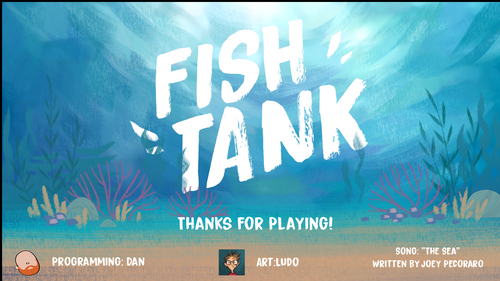 FISH
TANK
THANKS FOR PLAYING!
PROGRAMMING: DAN
ART:LUDO
SONG: "THE SEA"
WRITTEN BY JOEY PECORARO